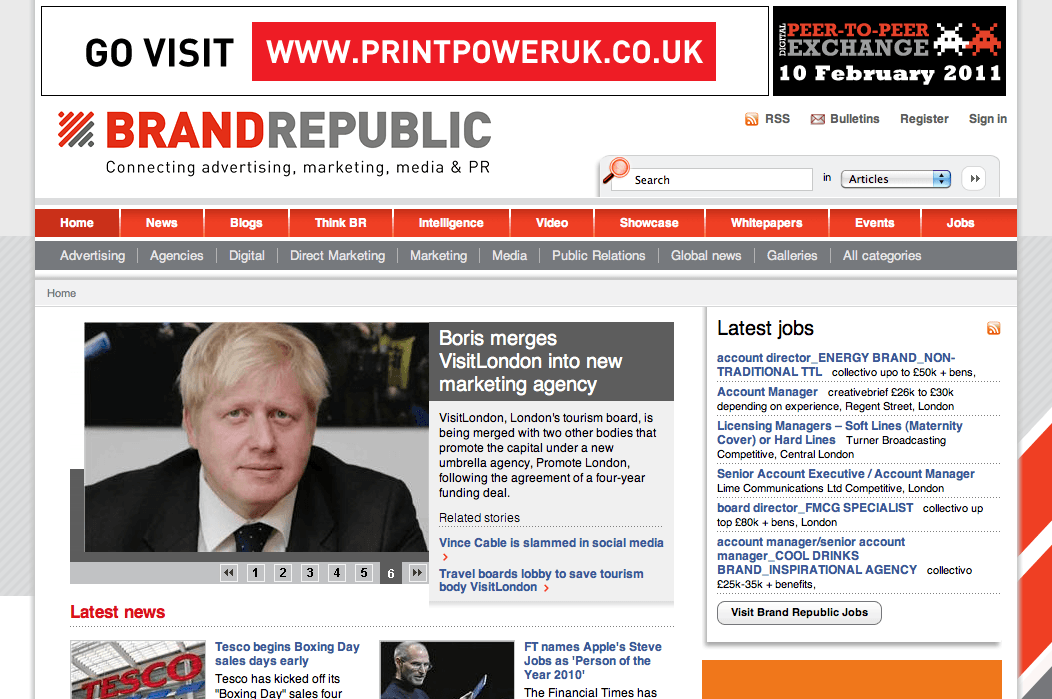 GO VISIT WWW.PRINTPOWERUK.CO.UK
DIGITAL PEER-TO-PEER
EXCHANGE
10 February 2011
BRANDREPUBLIC
Connecting advertising, marketing, media & PR
RSS Bulletins Register Sign in
Search in Articles
Home News Blogs Think BR Intelligence Video Showcase Whitepapers Events Jobs
Advertising Agencies Digital Direct Marketing Marketing Media Public Relations Global news Galleries All categories
Home
Boris merges
VisitLondon into new
marketing agency
VisitLondon, London's tourism board, is
being merged with two other bodies that
promote the capital under a new
umbrella agency, Promote London,
following the agreement of a four-year
funding deal.
Related stories
Vince Cable is slammed in social media
Travel boards lobby to save tourism
body VisitLondon
1 2 3 4 5 6
Latest news
TESCO
Tesco begins Boxing Day
sales days early
Tesco has kicked off its
"Boxing Day" sales four
FT names Apple's Steve
Jobs as 'Person of the
Year 2010'
The Financial Times has
Latest jobs
account director_ENERGY BRAND_NON-
TRADITIONAL TTL collectivo upo to £50k + bens,
Account Manager creativebrief £26k to £30k
depending on experience, Regent Street, London
Licensing Managers – Soft Lines (Maternity
Cover) or Hard Lines Turner Broadcasting
Competitive, Central London
Senior Account Executive / Account Manager
Lime Communications Ltd Competitive, London
board director_FMCG SPECIALIST collectivo up
top £80k + bens, London
account manager/senior account
manager_COOL DRINKS
BRAND_INSPIRATIONAL AGENCY collectivo
£25k-35k + benefits,
Visit Brand Republic Jobs